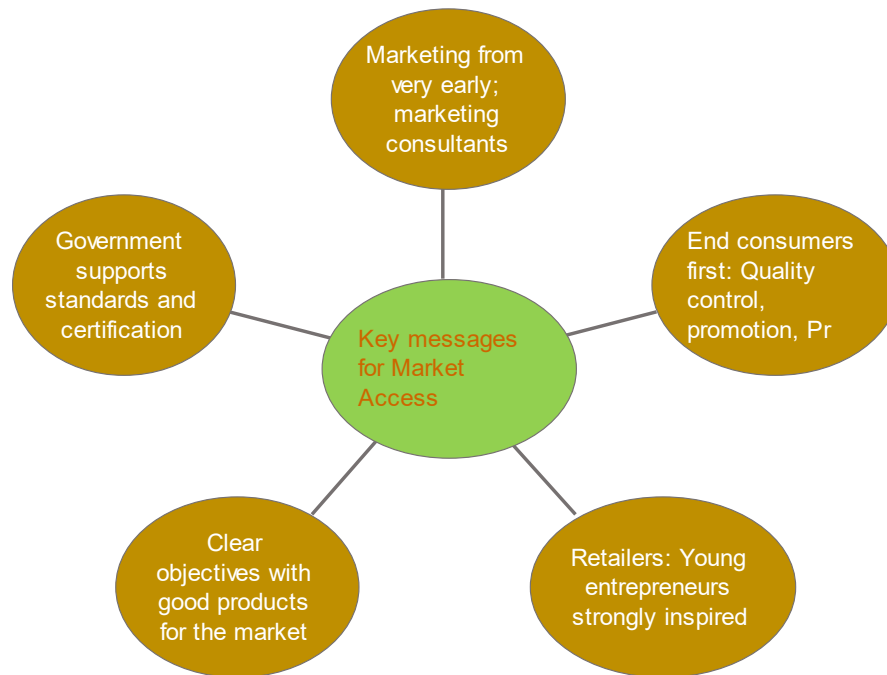 Marketing from
very early;
marketing
consultants
Government
supports
standards and
certification
End consumers
first: Quality
control,
promotion, Pr
Key messages
for Market
Access
Clear
objectives with
good products
for the market
Retailers: Young
entrepreneurs
strongly inspired